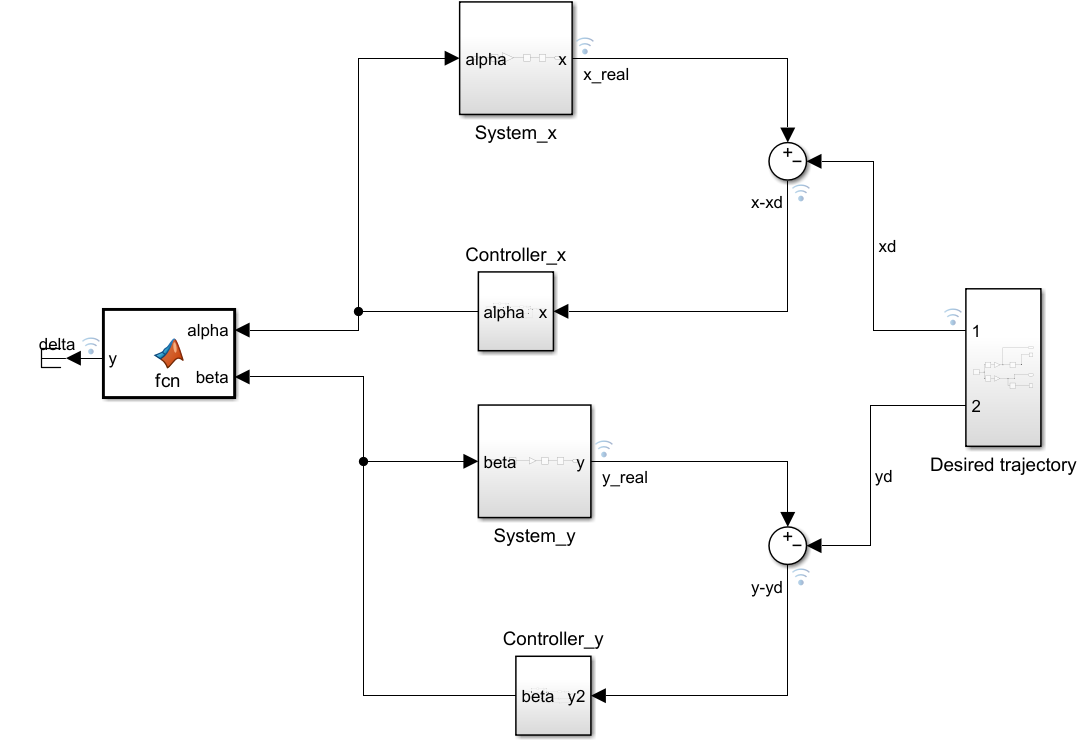 alpha x
x_real
System_x
+
−
x-xd
Controller_x
xd
alpha x
delta
alpha
y
fcn
beta
1
2
beta y
y_real
System_y
Desired trajectory
yd
+
−
y-yd
Controller_y
beta y2